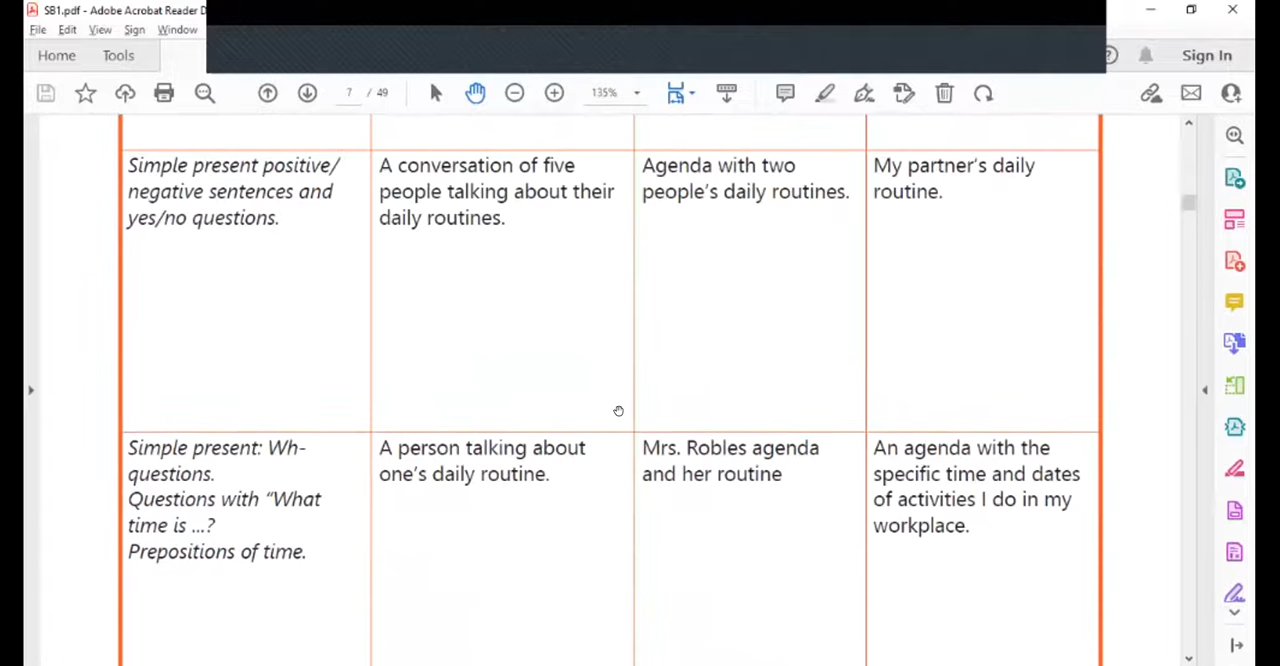 SB1.pdf - Adobe Acrobat Reader D
File Edit View Sign Window
Home Tools
Sign In
7 / 49
135%
Simple present positive/
negative sentences and
yes/no questions.
A conversation of five
people talking about their
daily routines.
Agenda with two
people's daily routines.
My partner's daily
routine.
Simple present: Wh-
questions.
Questions with “What
time is ...?
Prepositions of time.
A person talking about
one's daily routine.
Mrs. Robles agenda
and her routine
An agenda with the
specific time and dates
of activities I do in my
workplace.